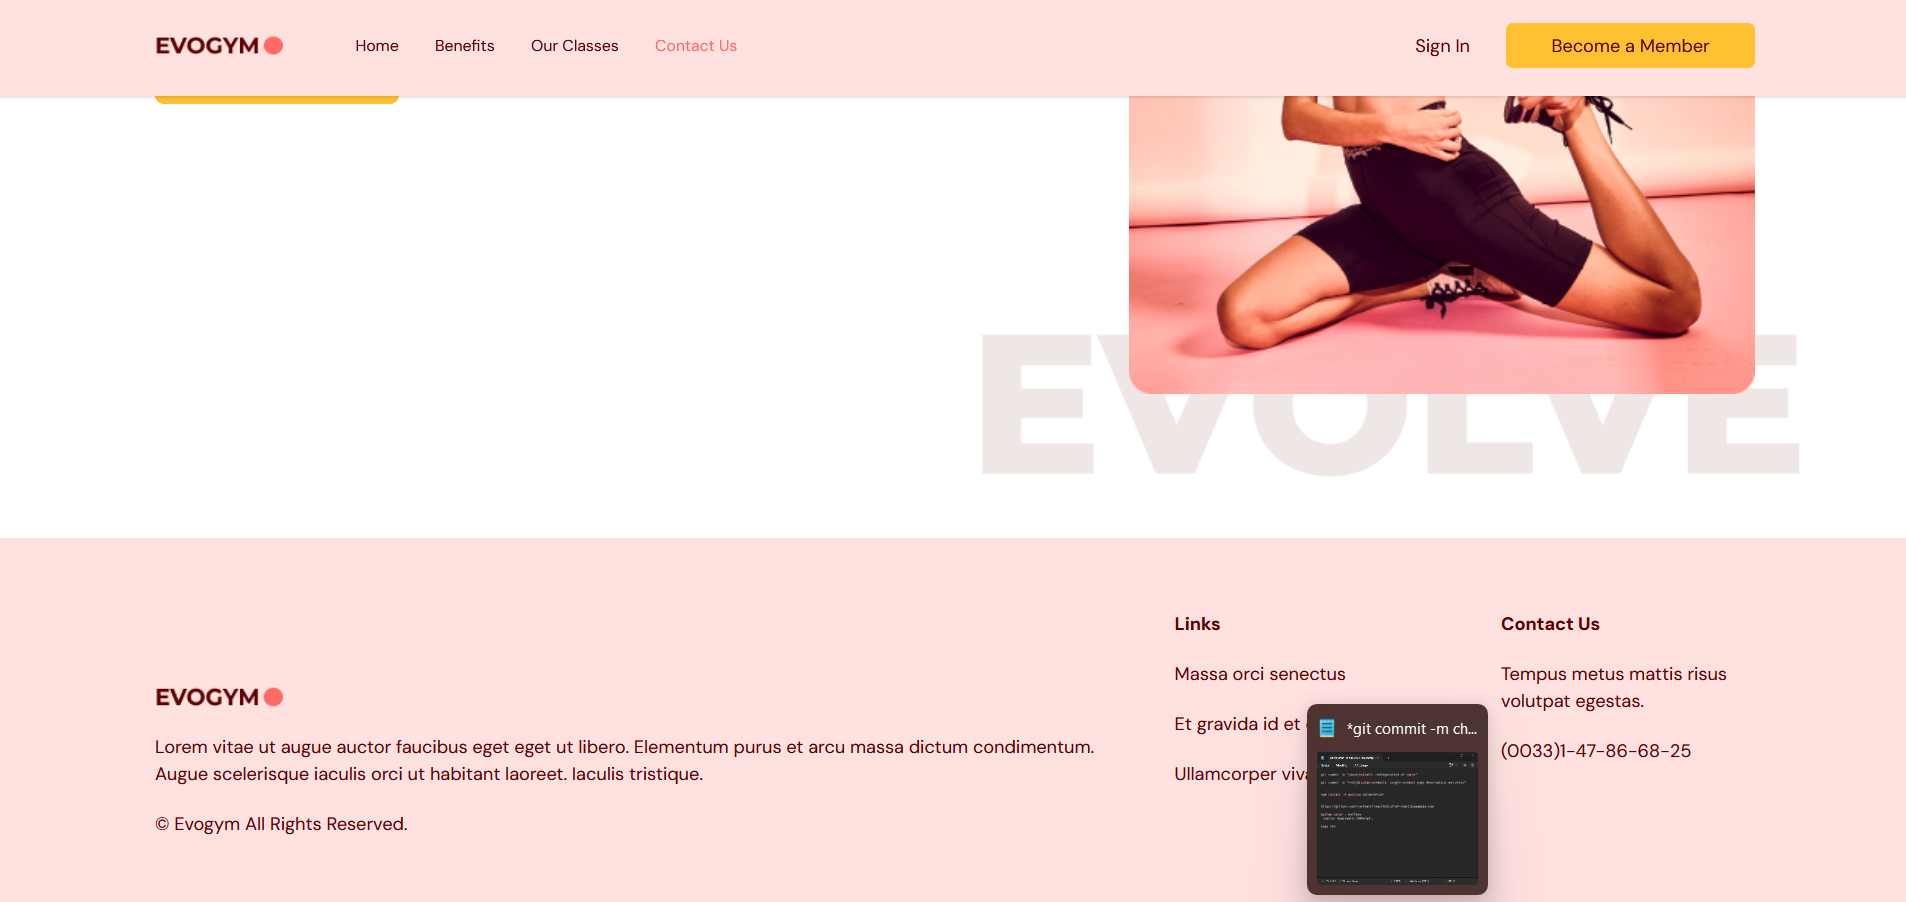 EVOGYM
Home
Benefits
Our Classes
Contact Us
Sign In
Become a Member
EVOLVE
EVOGYM
Lorem vitae ut augue auctor faucibus eget eget ut libero. Elementum purus et arcu massa dictum condimentum.
Augue scelerisque iaculis orci ut habitant laoreet. Iaculis tristique.
© Evogym All Rights Reserved.
Links
Massa orci senectus
Et gravida id et
Ullamcorper viv
Contact Us
Tempus metus mattis risus
volutpat egestas.
(0033)1-47-86-68-25
*git commit -m ch...